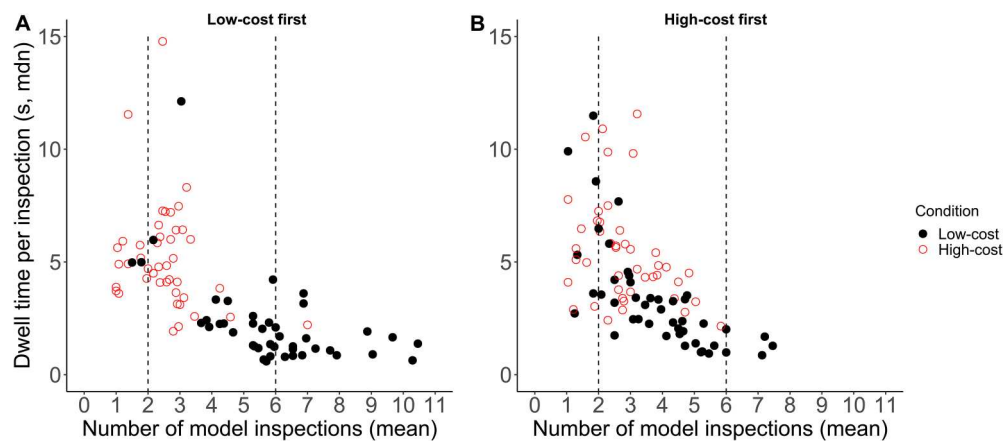 A
Low-cost first
B
High-cost first
Dwell time per inspection (s, mdn)
15
10
5
0
0 1 2 3 4 5 6 7 8 9 10 11
Number of model inspections (mean)
15
10
5
0
0 1 2 3 4 5 6 7 8 9 10 11
Number of model inspections (mean)
Condition
Low-cost
High-cost